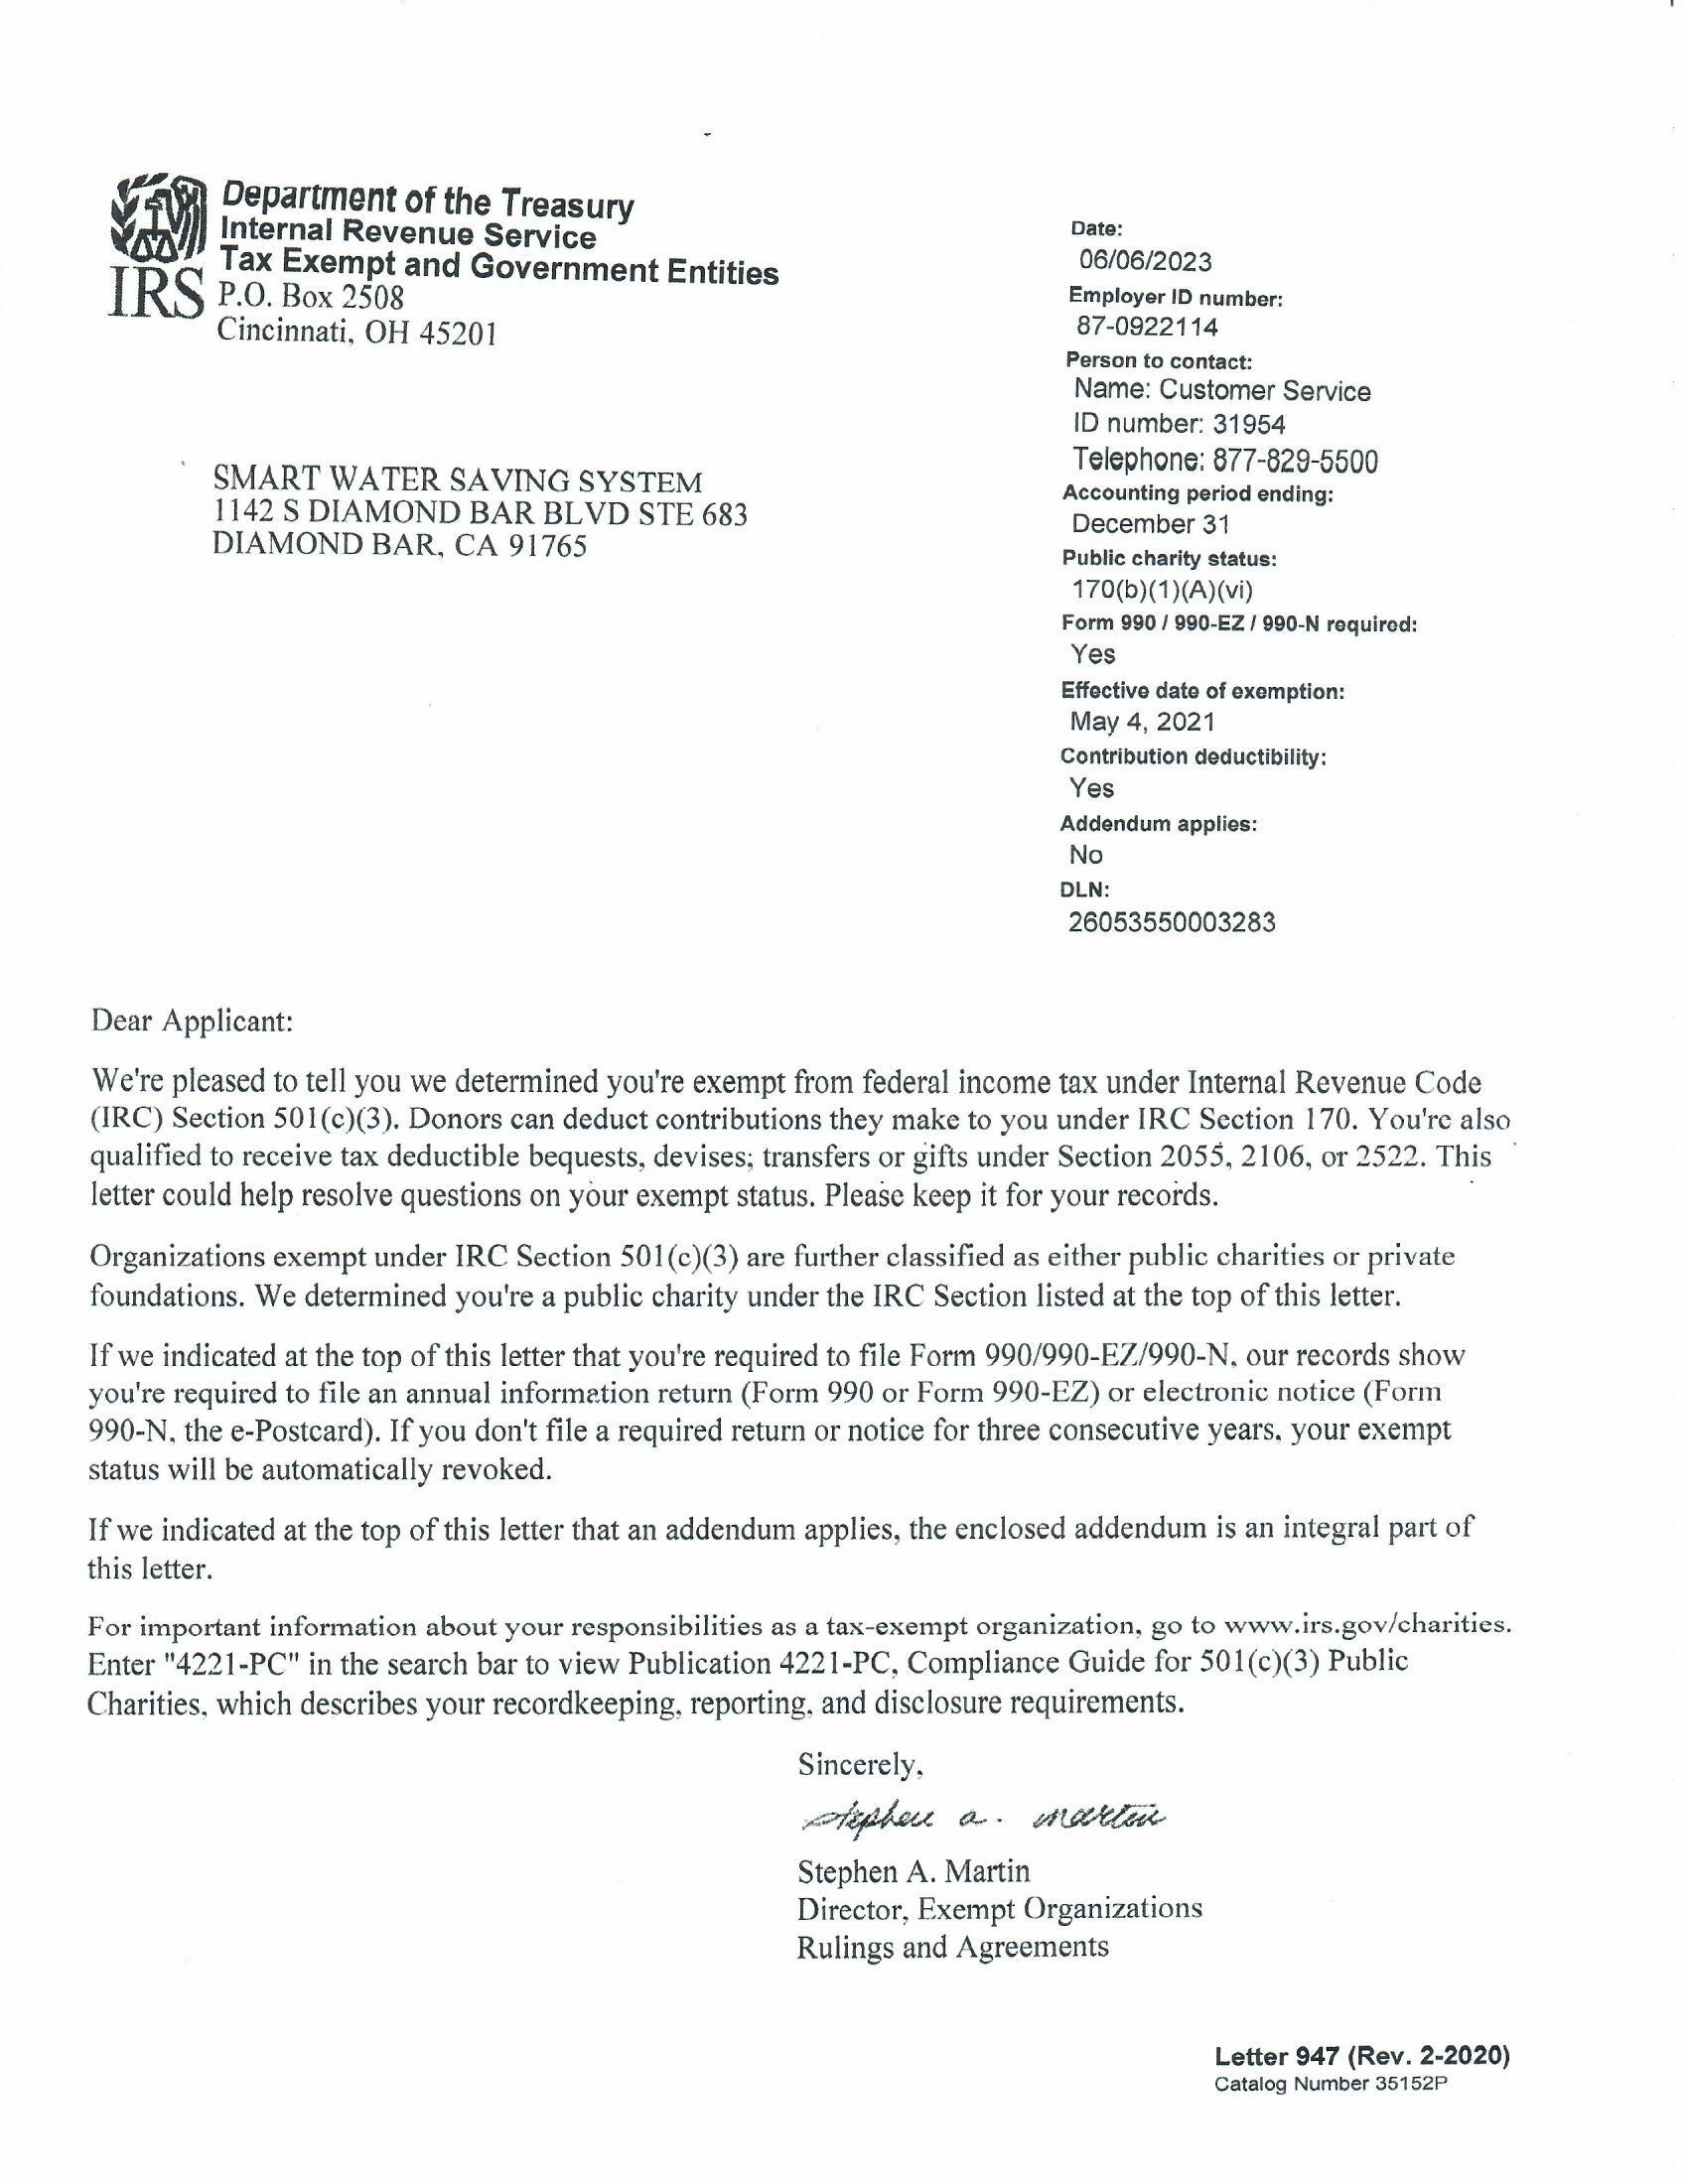 Department of the Treasury
Internal Revenue Service
Tax Exempt and Government Entities
IRS
P.O. Box 2508
Cincinnati, OH 45201
SMART WATER SAVING SYSTEM
1142 S DIAMOND BAR BLVD STE 683
DIAMOND BAR, CA 91765
Date:
06/06/2023
Employer ID number:
87-0922114
Person to contact:
Name: Customer Service
ID number: 31954
Telephone: 877-829-5500
Accounting period ending:
December 31
Public charity status:
170(b)(1)(A)(vi)
Form 990 / 990-EZ / 990-N required:
Yes
Effective date of exemption:
May 4, 2021
Contribution deductibility:
Yes
Addendum applies:
No
DLN:
26053550003283
Dear Applicant:
We're pleased to tell you we determined you're exempt from federal income tax under Internal Revenue Code
(IRC) Section 501(c)(3). Donors can deduct contributions they make to you under IRC Section 170. You're also
qualified to receive tax deductible bequests, devises, transfers or gifts under Section 2055, 2106, or 2522. This
letter could help resolve questions on your exempt status. Please keep it for your records.
Organizations exempt under IRC Section 501(c)(3) are further classified as either public charities or private
foundations. We determined you're a public charity under the IRC Section listed at the top of this letter.
If we indicated at the top of this letter that you're required to file Form 990/990-EZ/990-N, our records show
you're required to file an annual information return (Form 990 or Form 990-EZ) or electronic notice (Form
990-N, the e-Postcard). If you don't file a required return or notice for three consecutive years, your exempt
status will be automatically revoked.
If we indicated at the top of this letter that an addendum applies, the enclosed addendum is an integral part of
this letter.
For important information about your responsibilities as a tax-exempt organization, go to www.irs.gov/charities.
Enter "4221-PC" in the search bar to view Publication 4221-PC, Compliance Guide for 501(c)(3) Public
Charities, which describes your recordkeeping, reporting, and disclosure requirements.
Sincerely,
Stephen a. Martin
Stephen A. Martin
Director, Exempt Organizations
Rulings and Agreements
Letter 947 (Rev. 2-2020)
Catalog Number 35152P